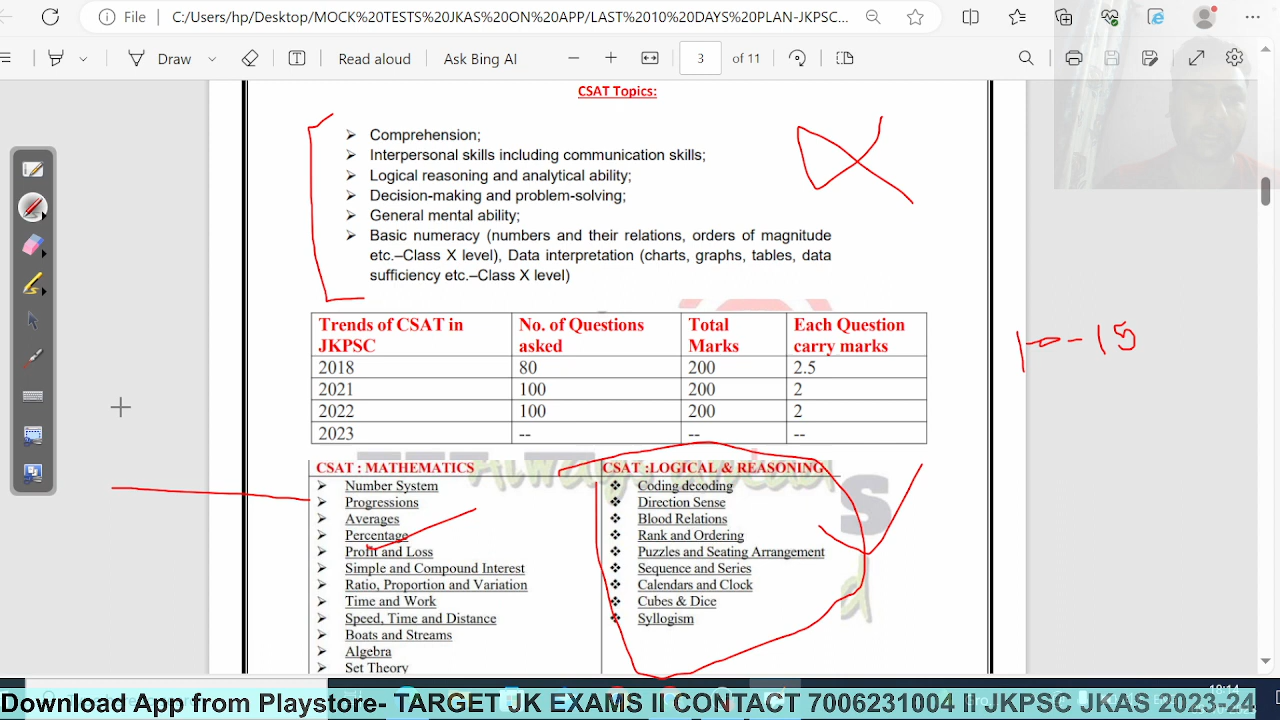 File
C:/Users/hp/Desktop/MOCK%20TESTS%20JKAS%20ON%20APP/LAST%2010%20DAYS%20PLAN-JKPSC...
Draw
Read aloud
Ask Bing AI
3 of 11
CSAT Topics:
➢ Comprehension;
➢ Interpersonal skills including communication skills;
➢ Logical reasoning and analytical ability;
➢ Decision-making and problem-solving;
➢ General mental ability;
➢ Basic numeracy (numbers and their relations, orders of magnitude
etc.–Class X level), Data interpretation (charts, graphs, tables, data
sufficiency etc.–Class X level)
Trends of CSAT in JKPSC No. of Questions asked Total Marks Each Question carry marks
2018 80 200 2.5
2021 100 200 2
2022 100 200 2
2023 -- -- --
10-15
CSAT : MATHEMATICS
➢ Number System
➢ Progressions
➢ Averages
➢ Percentage
➢ Profit and Loss
➢ Simple and Compound Interest
➢ Ratio, Proportion and Variation
➢ Time and Work
➢ Speed, Time and Distance
➢ Boats and Streams
➢ Algebra
➢ Set Theory
CSAT :LOGICAL & REASONING
❖ Coding decoding
❖ Direction Sense
❖ Blood Relations
❖ Rank and Ordering
❖ Puzzles and Seating Arrangement
❖ Sequence and Series
❖ Calendars and Clock
❖ Cubes & Dice
❖ Syllogism
18:14
Download App from Playstore- TARGET JK EXAMS II CONTACT 7006231004 II JKPSC JKAS 2023-24